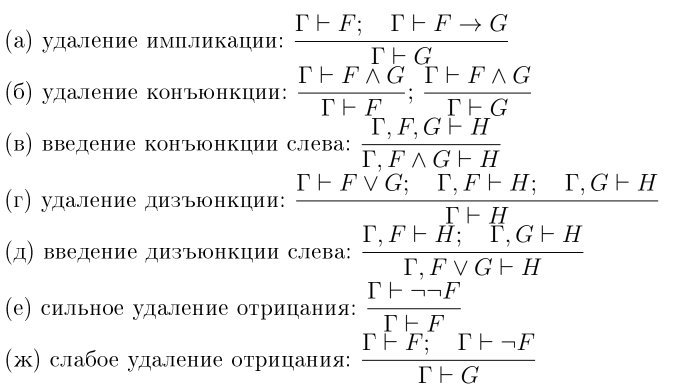 (а) удаление импликации: Γ ⊢ F; Γ ⊢ F → G / Γ ⊢ G
(б) удаление конъюнкции: Γ ⊢ F ∧ G / Γ ⊢ F; Γ ⊢ F ∧ G / Γ ⊢ G
(в) введение конъюнкции слева: Γ, F, G ⊢ H / Γ, F ∧ G ⊢ H
(г) удаление дизъюнкции: Γ ⊢ F ∨ G; Γ, F ⊢ H; Γ, G ⊢ H / Γ ⊢ H
(д) введение дизъюнкции слева: Γ, F ⊢ H; Γ, G ⊢ H / Γ, F ∨ G ⊢ H
(е) сильное удаление отрицания: Γ ⊢ ¬¬F / Γ ⊢ F
(ж) слабое удаление отрицания: Γ ⊢ F; Γ ⊢ ¬F / Γ ⊢ G